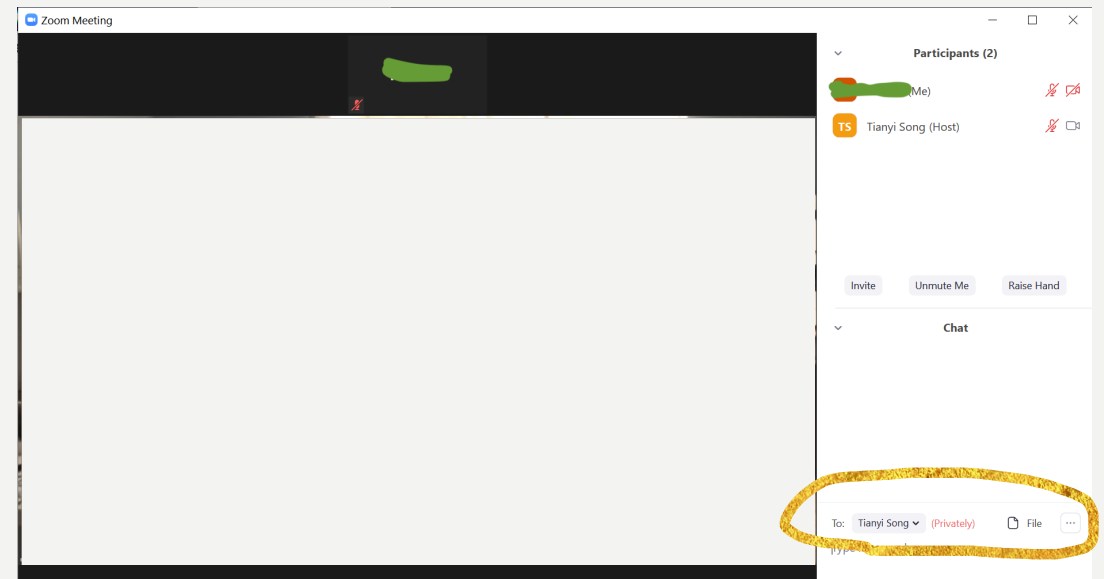 Zoom Meeting
Participants (2)
(Me)
TS Tianyi Song (Host)
Invite Unmute Me Raise Hand
Chat
To: Tianyi Song (Privately) File ...